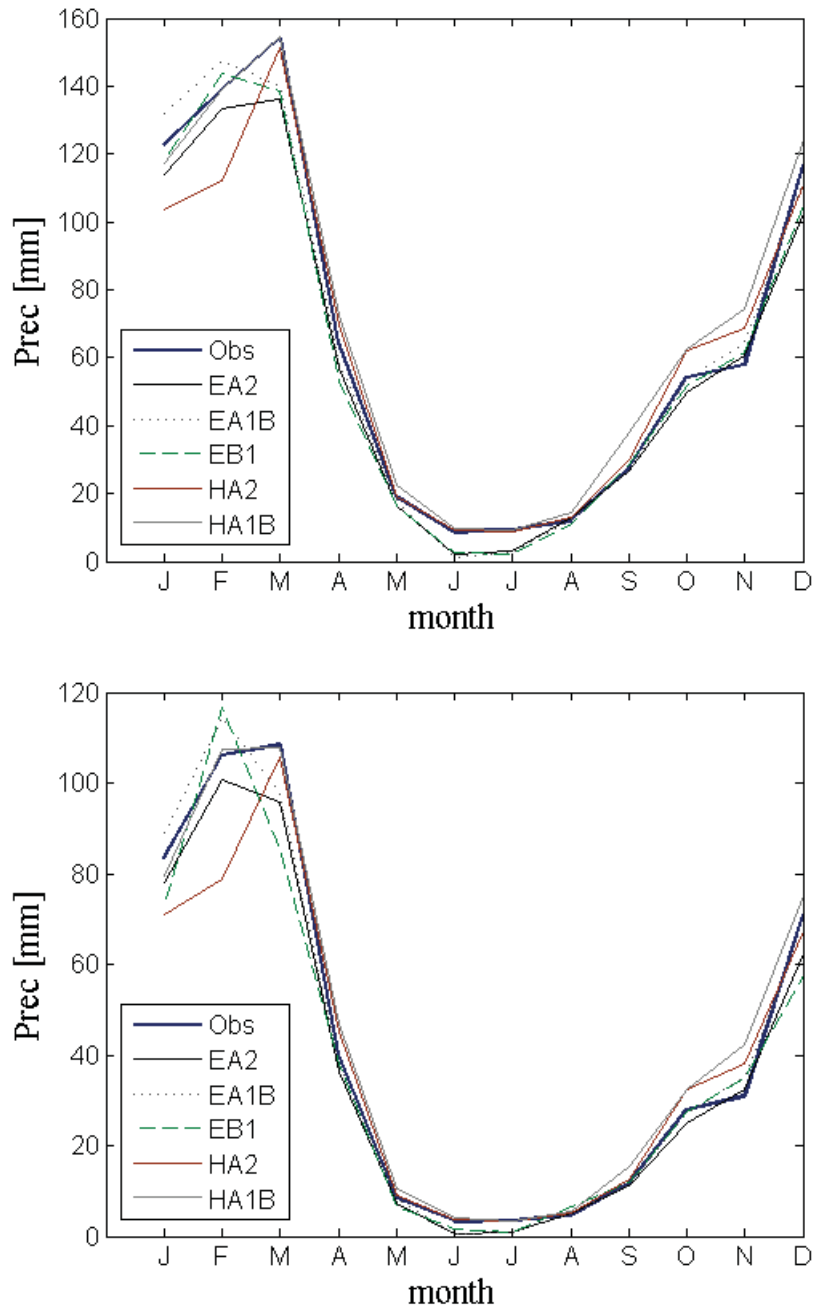 160
140
120
100
80
60
40
20
0
Prec [mm]
Obs
EA2
EA1B
EB1
HA2
HA1B
J F M A M J J A S O N D
month
120
100
80
60
40
20
0
Prec [mm]
Obs
EA2
EA1B
EB1
HA2
HA1B
J F M A M J J A S O N D
month